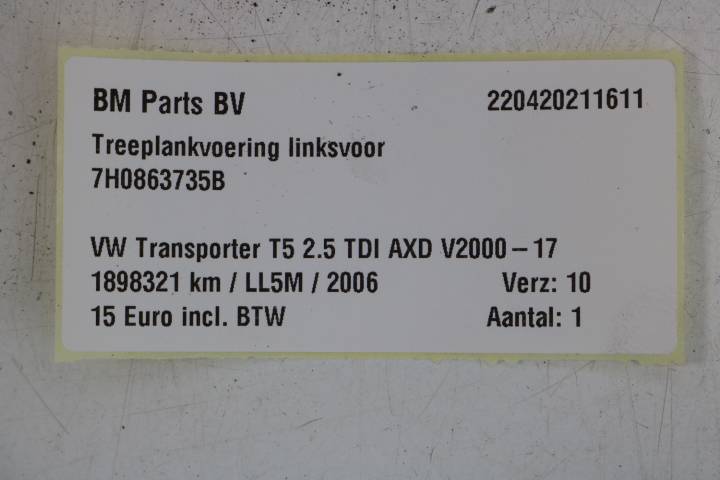 BM Parts BV 220420211611
Treeplankvoering linksvoor
7H0863735B
VW Transporter T5 2.5 TDI AXD V2000 – 17
1898321 km / LL5M / 2006 Verz: 10
15 Euro incl. BTW Aantal: 1